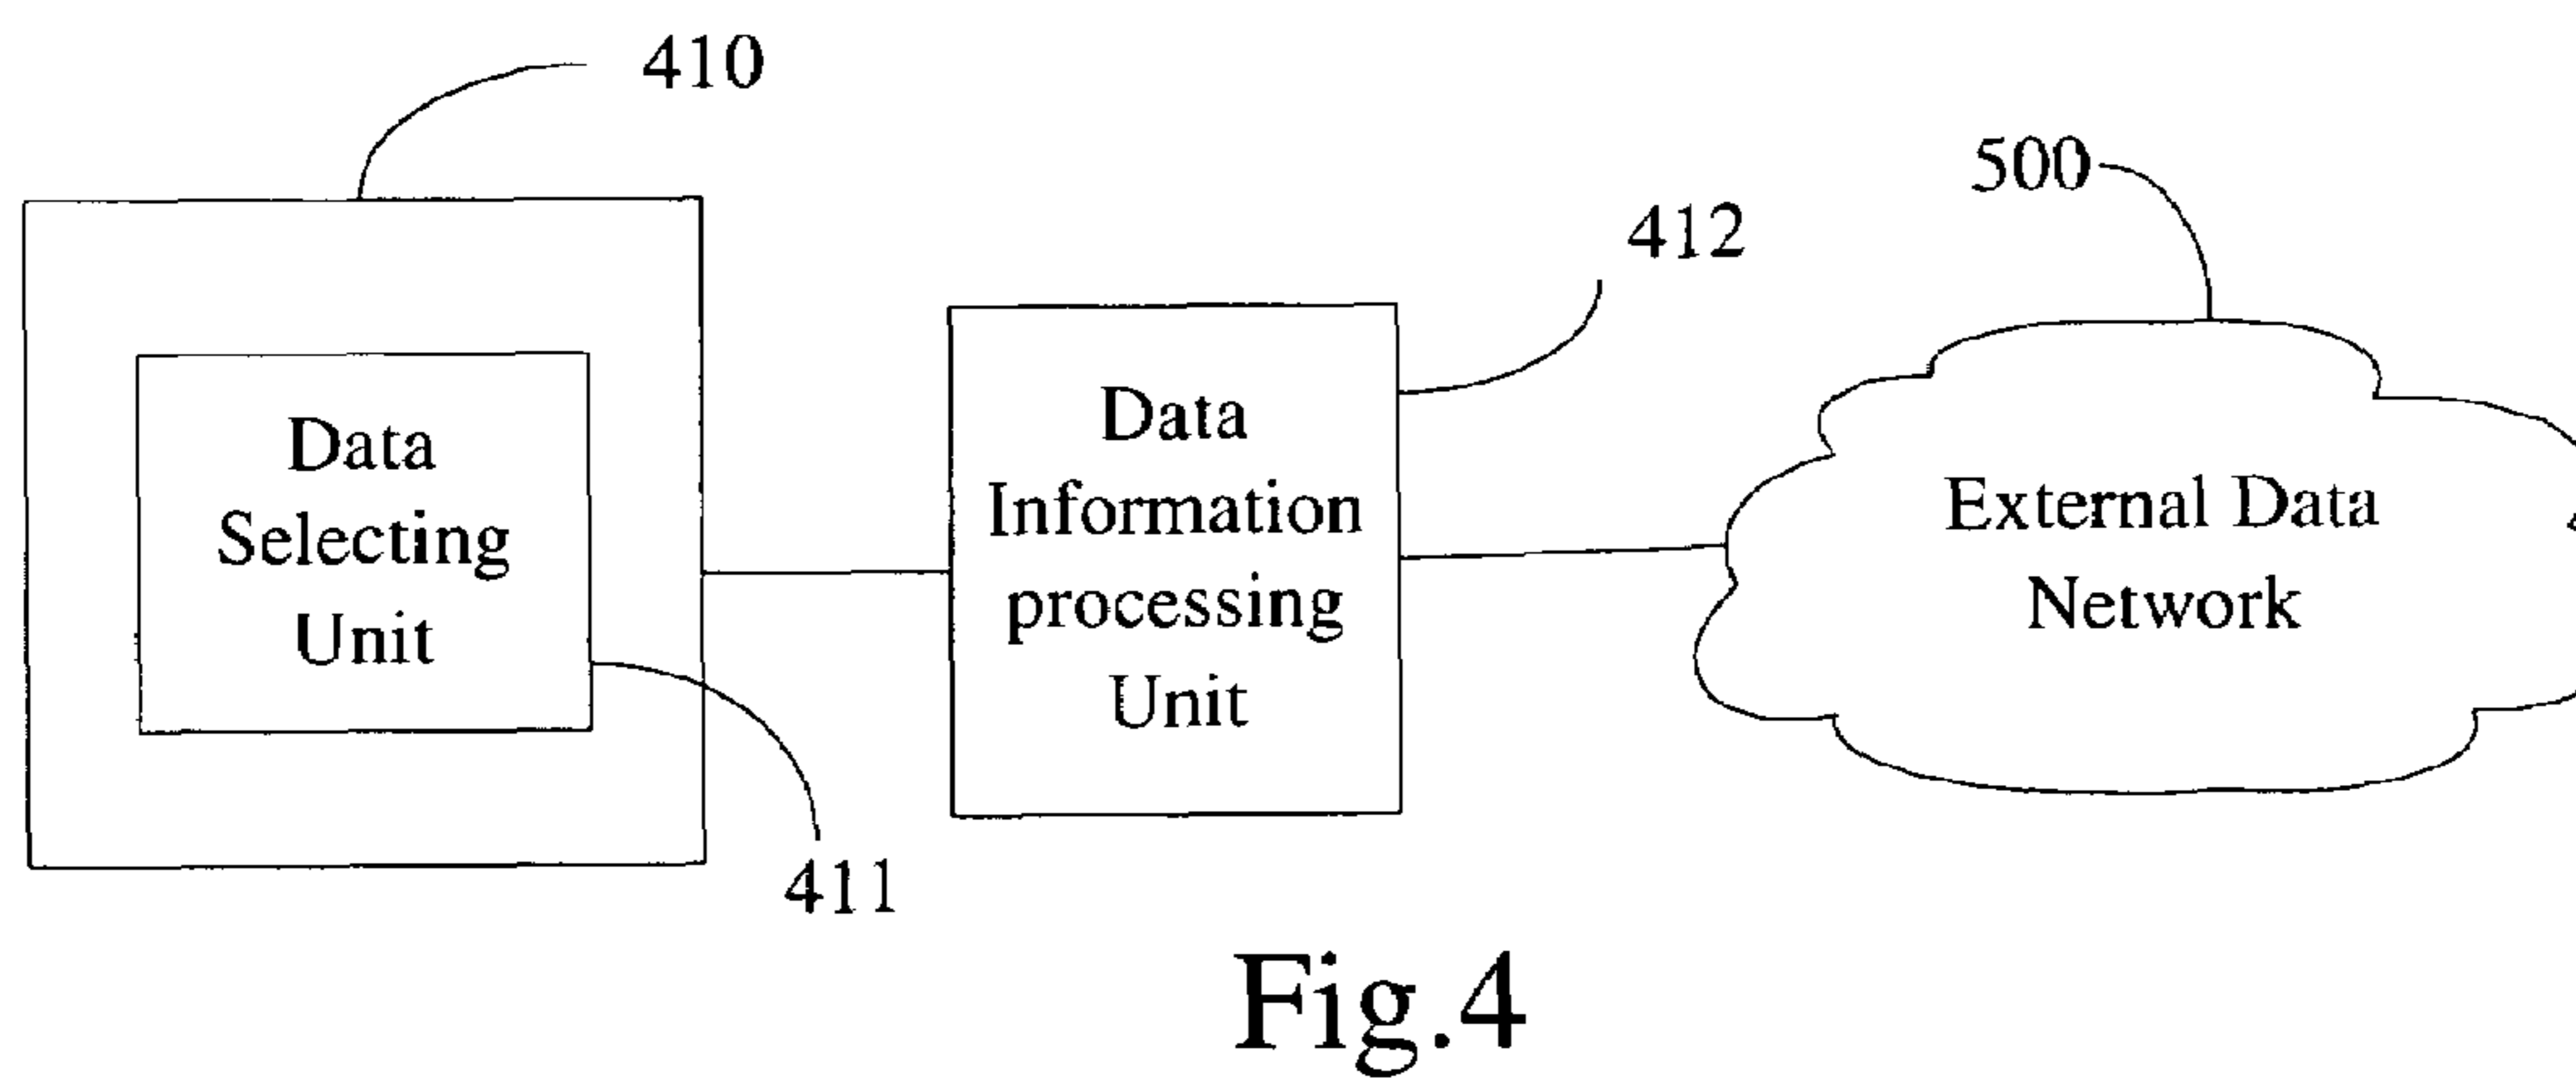 410
500
412
Data
Selecting
Unit
Data
Information
processing
Unit
External Data
Network
411
Fig.4